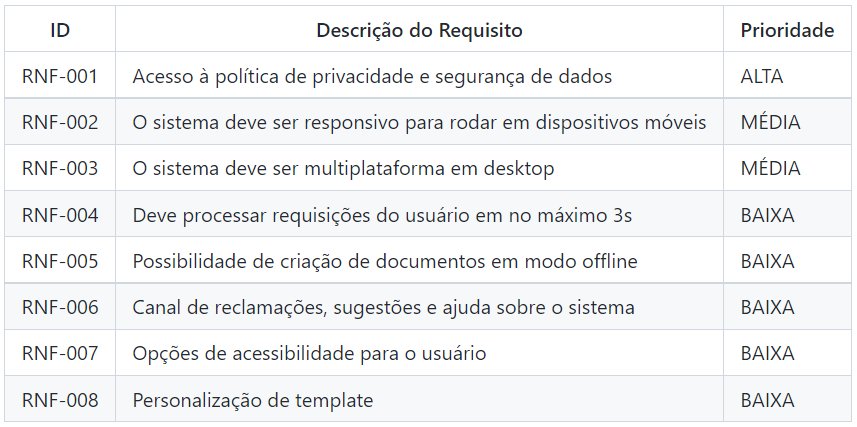 ID Descrição do Requisito Prioridade
RNF-001 Acesso à política de privacidade e segurança de dados ALTA
RNF-002 O sistema deve ser responsivo para rodar em dispositivos móveis MÉDIA
RNF-003 O sistema deve ser multiplataforma em desktop MÉDIA
RNF-004 Deve processar requisições do usuário em no máximo 3s BAIXA
RNF-005 Possibilidade de criação de documentos em modo offline BAIXA
RNF-006 Canal de reclamações, sugestões e ajuda sobre o sistema BAIXA
RNF-007 Opções de acessibilidade para o usuário BAIXA
RNF-008 Personalização de template BAIXA